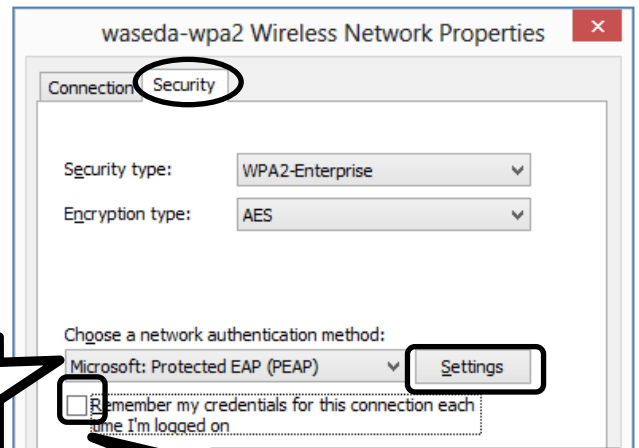 waseda-wpa2 Wireless Network Properties
Connection Security
Security type: WPA2-Enterprise
Encryption type: AES
Choose a network authentication method:
Microsoft: Protected EAP (PEAP) Settings
Remember my credentials for this connection each
time I'm logged on